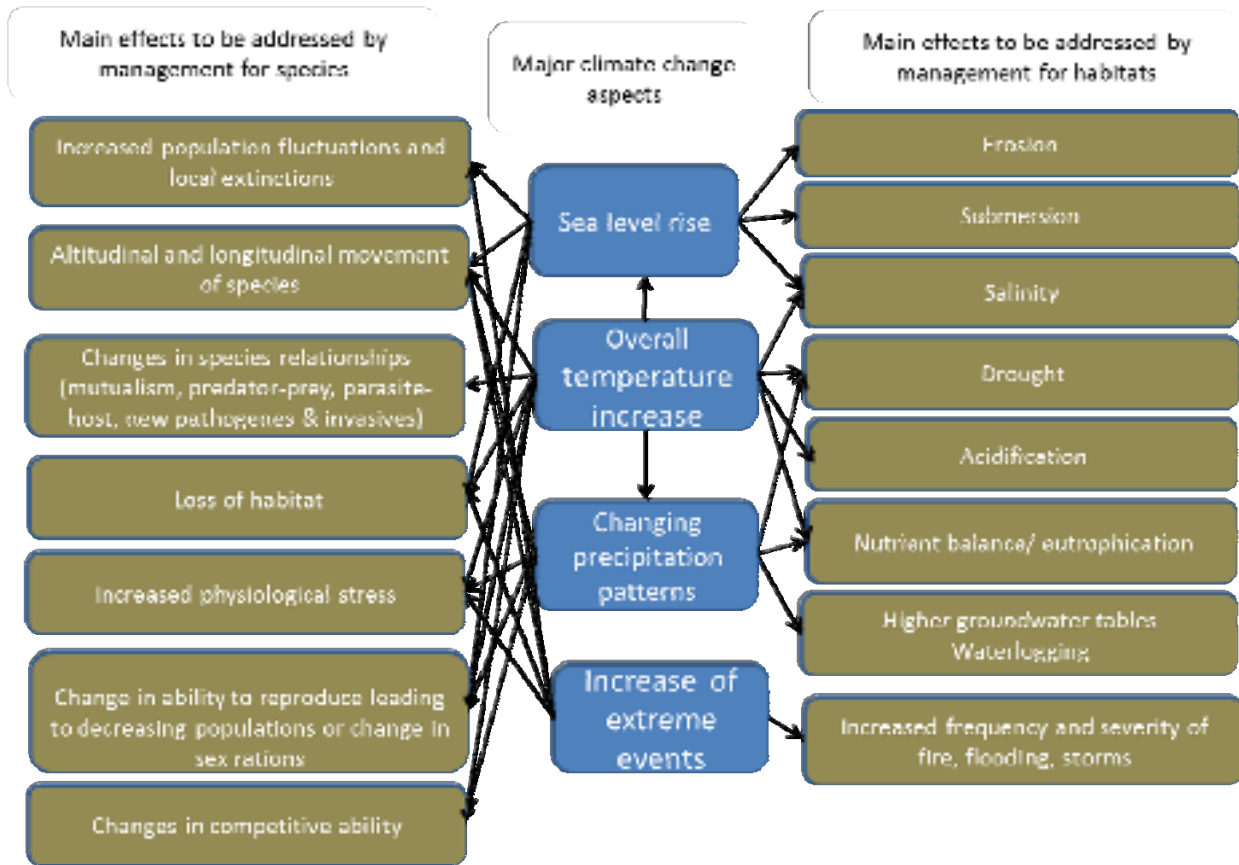 Main effects to be addressed by
management for species
Increased population fluctuations and
local extinctions
Altitudinal and longitudinal movement
of species
Changes in species relationships
(mutualism, predator-prey, parasite-
host, new pathogenes & invasives)
Loss of habitat
Increased physiological stress
Change in ability to reproduce leading
to decreasing populations or change in
sex rations
Changes in competitive ability
Major climate change
aspects
Sea level rise
Overall
temperature
increase
Changing
precipitation
patterns
Increase of
extreme
events
Main effects to be addressed by
management for habitats
Erosion
Submersion
Salinity
Drought
Acidification
Nutrient balance/ eutrophication
Higher groundwater tables
Waterlogging
Increased frequency and severity of
fire, flooding, storms